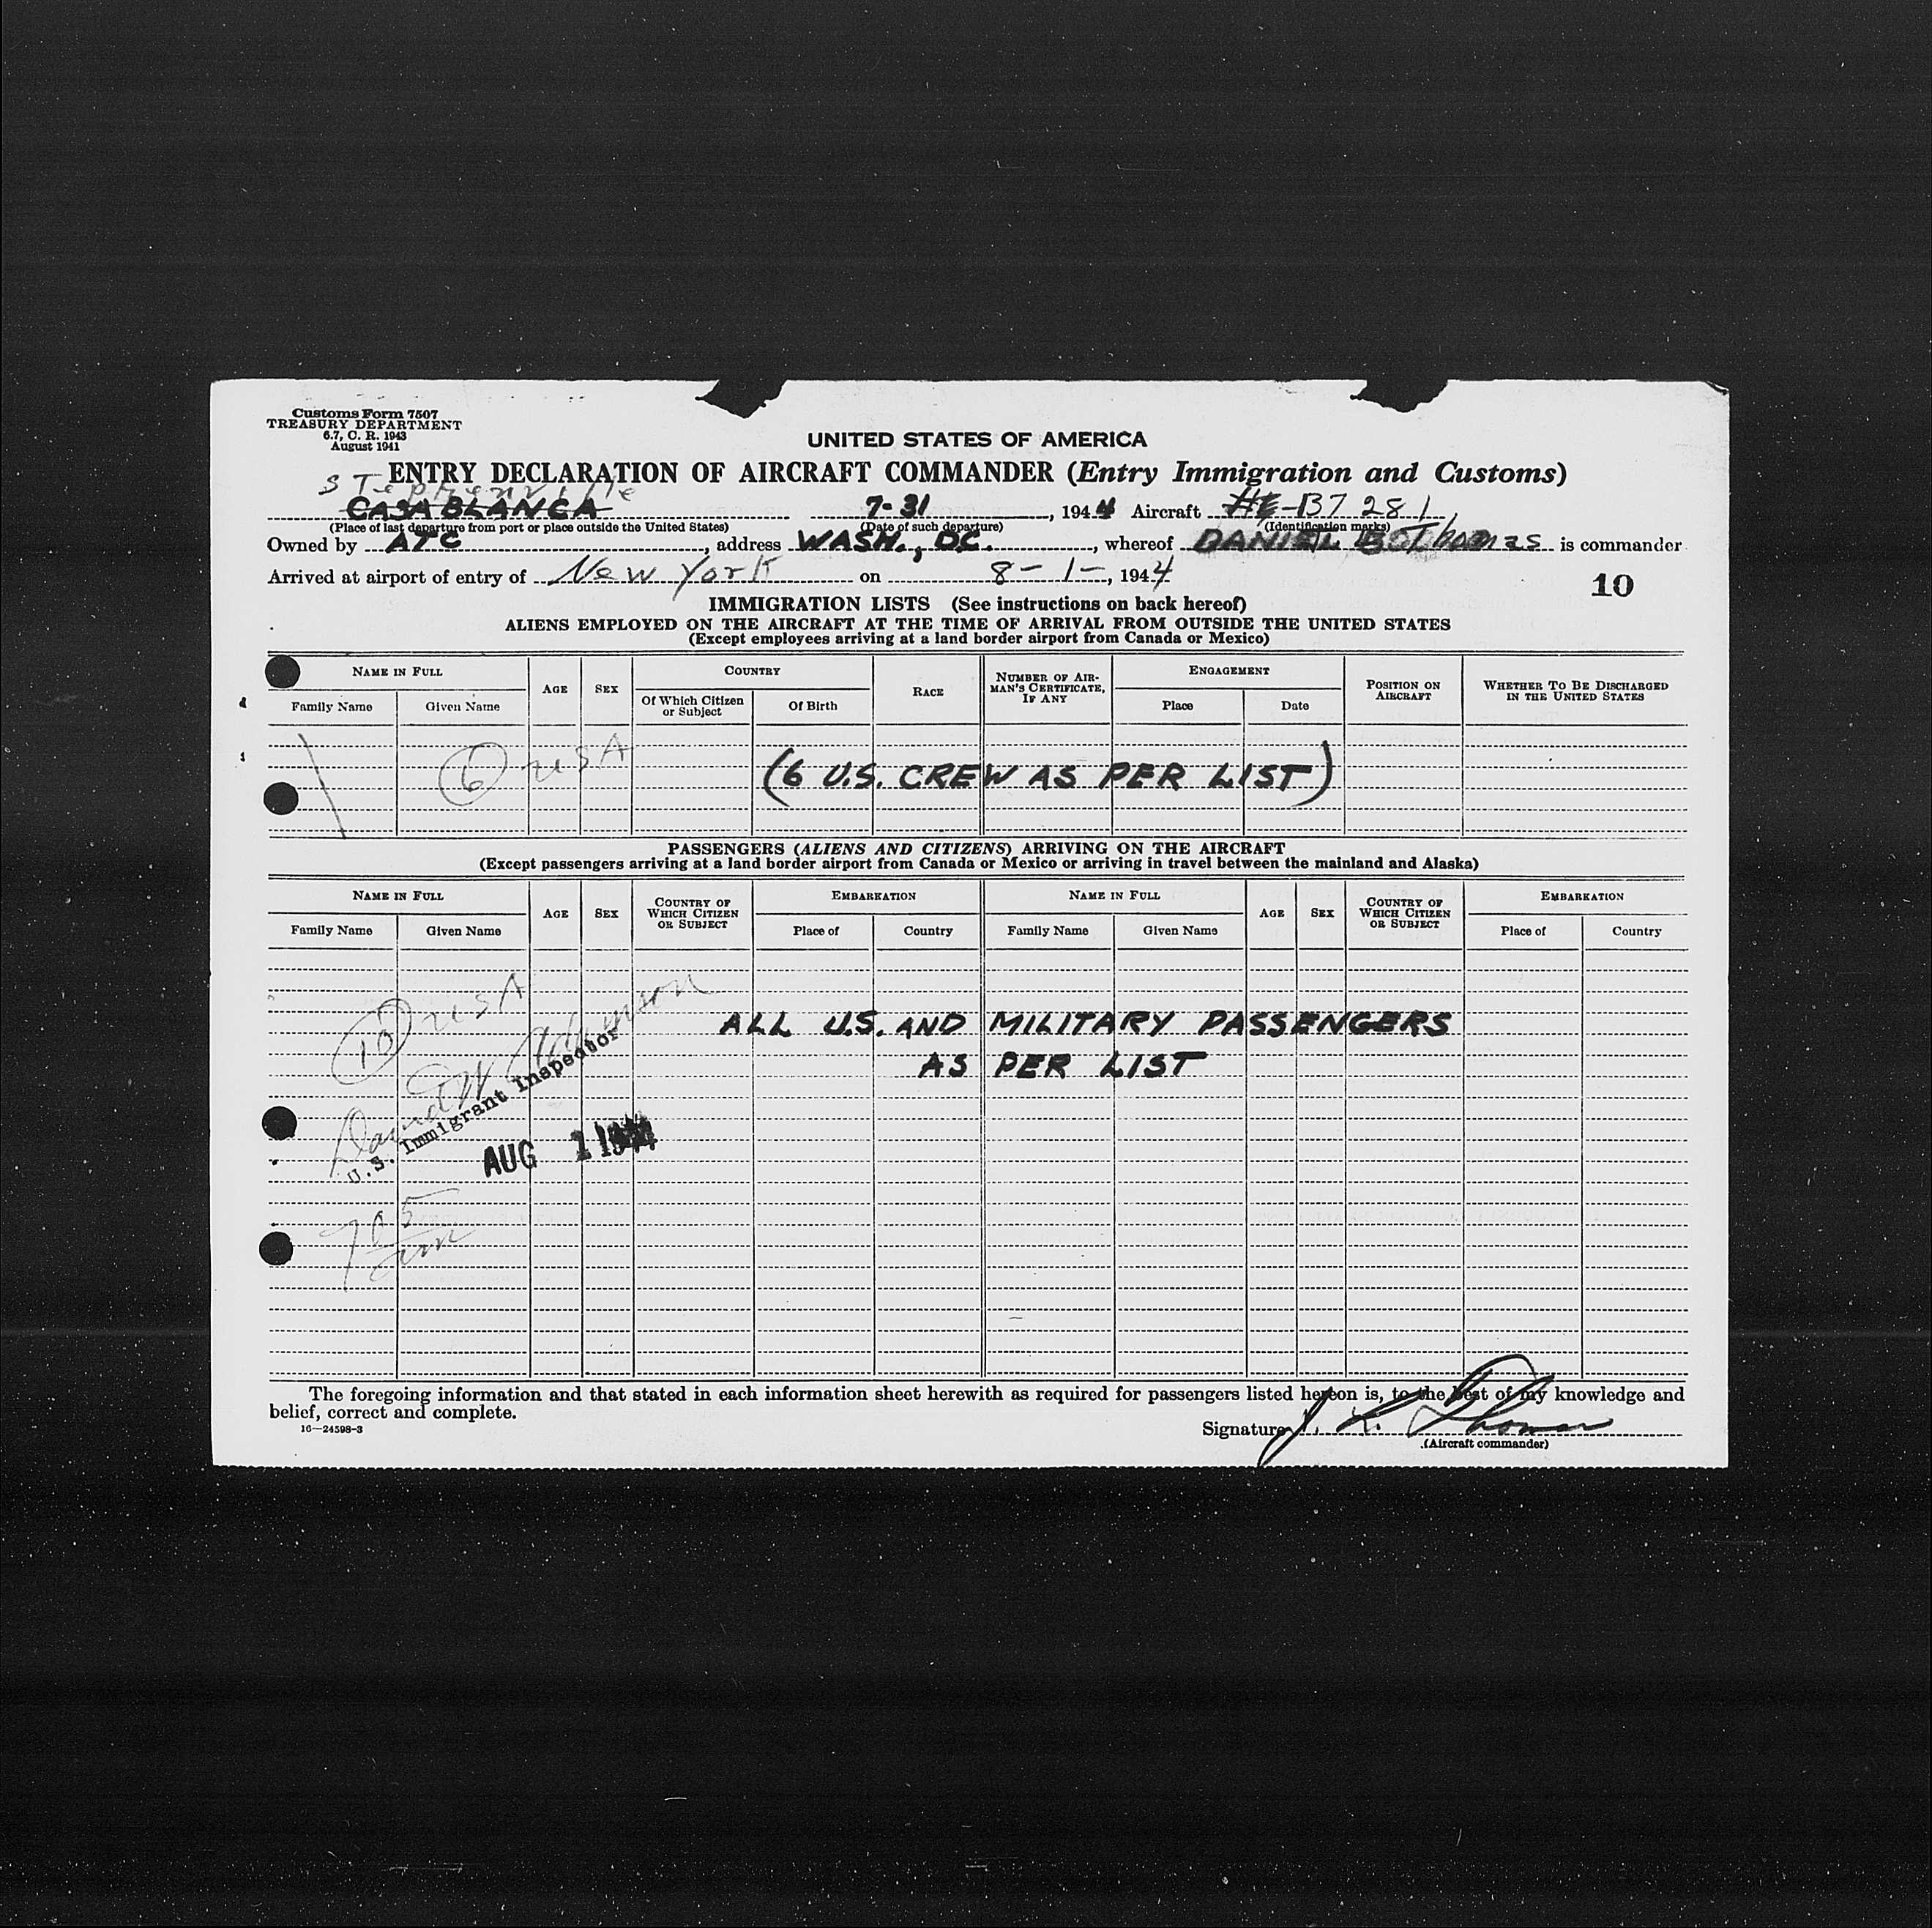 Customs Form 7507
TREASURY DEPARTMENT
6.7, C. R. 1943
August 1941
UNITED STATES OF AMERICA
ENTRY DECLARATION OF AIRCRAFT COMMANDER (Entry Immigration and Customs)
STephenville
CASABLANCA 7-31, 1944 Aircraft HE-B7281
(Place of last departure from port or place outside the United States) (Date of such departure) (Identification marks)
Owned by ATC, address WASH., D.C., whereof DANIEL Thomas is commander
Arrived at airport of entry of New York on 8-1-, 1944
10
IMMIGRATION LISTS (See instructions on back hereof)
ALIENS EMPLOYED ON THE AIRCRAFT AT THE TIME OF ARRIVAL FROM OUTSIDE THE UNITED STATES
(Except employees arriving at a land border airport from Canada or Mexico)
NAME IN FULL AGE SEX COUNTRY RACE NUMBER OF AIRMAN'S CERTIFICATE, IF ANY ENGAGEMENT POSITION ON AIRCRAFT WHETHER TO BE DISCHARGED IN THE UNITED STATES
Family Name Given Name Of Which Citizen or Subject Of Birth Place Date
6 USA
(6 U.S. CREW AS PER LIST)
PASSENGERS (ALIENS AND CITIZENS) ARRIVING ON THE AIRCRAFT
(Except passengers arriving at a land border airport from Canada or Mexico or arriving in travel between the mainland and Alaska)
NAME IN FULL AGE SEX COUNTRY OF WHICH CITIZEN OR SUBJECT EMBARKATION NAME IN FULL AGE SEX COUNTRY OF WHICH CITIZEN OR SUBJECT EMBARKATION
Family Name Given Name Place of Country Family Name Given Name Place of Country
10 USA
ALL U.S. AND MILITARY PASSENGERS
AS PER LIST
David W
U.S. Immigrant Inspector
AUG 1 1944
705
am
The foregoing information and that stated in each information sheet herewith as required for passengers listed hereon is, to the best of my knowledge and
belief, correct and complete.
16—24598-3
Signature J. K. Thomas
(Aircraft commander)